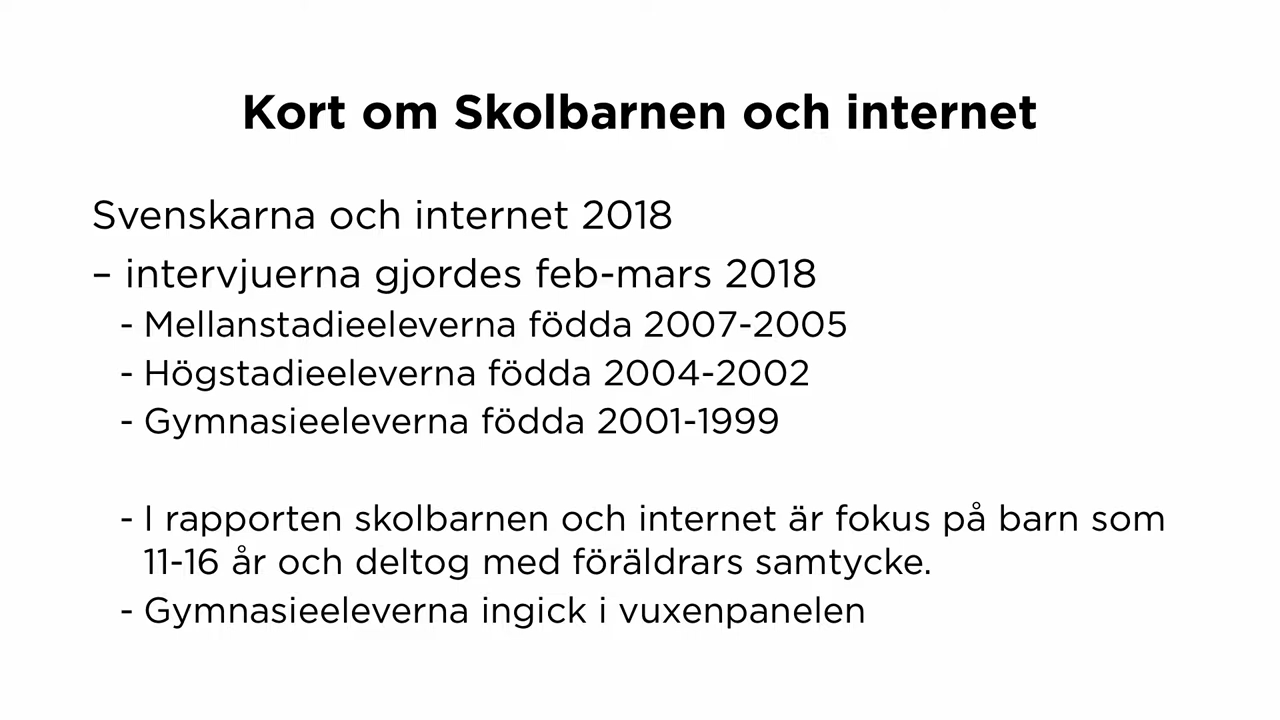 Kort om Skolbarnen och internet
Svenskarna och internet 2018
– intervjuerna gjordes feb-mars 2018
- Mellanstadieeleverna födda 2007-2005
- Högstadieeleverna födda 2004-2002
- Gymnasieeleverna födda 2001-1999
- I rapporten skolbarnen och internet är fokus på barn som
11-16 år och deltog med föräldrars samtycke.
- Gymnasieeleverna ingick i vuxenpanelen